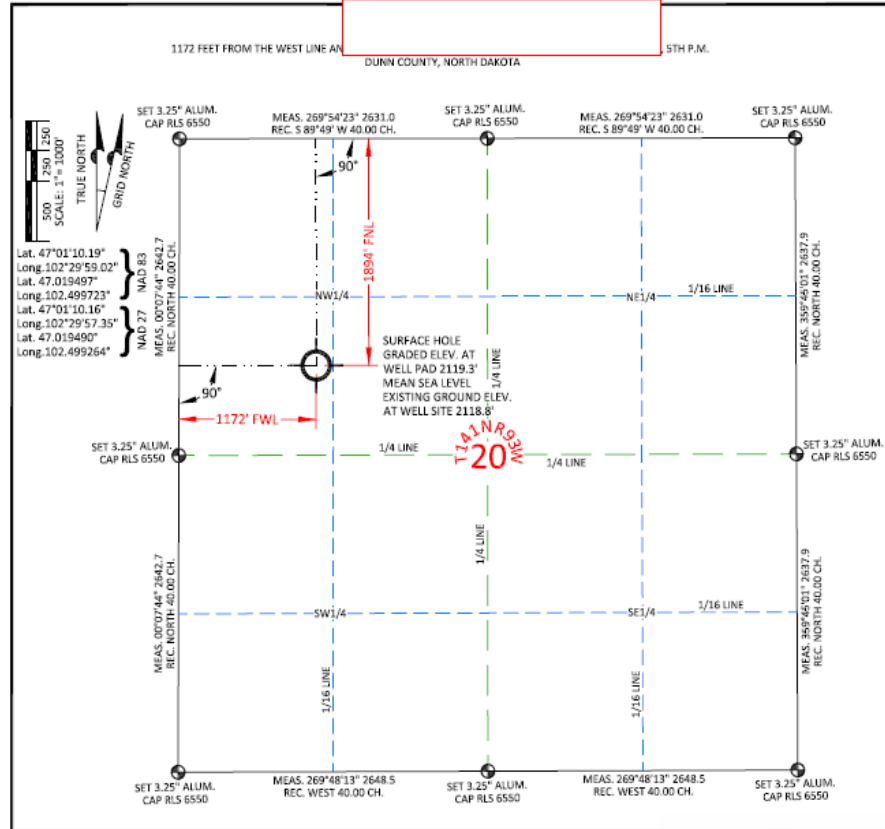 1172 FEET FROM THE WEST LINE AN
, 5TH P.M.
DUNN COUNTY, NORTH DAKOTA
SET 3.25" ALUM.
CAP RLS 6550
MEAS. 269°54'23" 2631.0
REC. S 89°49' W 40.00 CH.
SET 3.25" ALUM.
CAP RLS 6550
MEAS. 269°54'23" 2631.0
REC. S 89°49' W 40.00 CH.
SET 3.25" ALUM.
CAP RLS 6550
500 250 250
SCALE: 1"= 1000'
TRUE NORTH
GRID NORTH
90°
1894' FNL
Lat. 47°01'10.19"
Long.102°29'59.02"
Lat. 47.019497°
Long.102.499723°
NAD 83
Lat. 47°01'10.16"
Long.102°29'57.35"
Lat. 47.019490°
Long.102.499264°
NAD 27
MEAS. 00°07'44" 2642.7
REC. NORTH 40.00 CH.
NW1/4
NE1/4
1/16 LINE
MEAS. 359°46'01" 2637.9
REC. NORTH 40.00 CH.
SURFACE HOLE
GRADED ELEV. AT
WELL PAD 2119.3'
MEAN SEA LEVEL
EXISTING GROUND ELEV.
AT WELL SITE 2118.8'
1/4 LINE
90°
1172' FWL
SET 3.25" ALUM.
CAP RLS 6550
1/4 LINE
T141NR93W
20
1/4 LINE
SET 3.25" ALUM.
CAP RLS 6550
1/4 LINE
MEAS. 00°07'44" 2642.7
REC. NORTH 40.00 CH.
SW1/4
SE1/4
1/16 LINE
MEAS. 359°46'01" 2637.9
REC. NORTH 40.00 CH.
1/16 LINE
1/16 LINE
SET 3.25" ALUM.
CAP RLS 6550
MEAS. 269°48'13" 2648.5
REC. WEST 40.00 CH.
SET 3.25" ALUM.
CAP RLS 6550
MEAS. 269°48'13" 2648.5
REC. WEST 40.00 CH.
SET 3.25" ALUM.
CAP RLS 6550